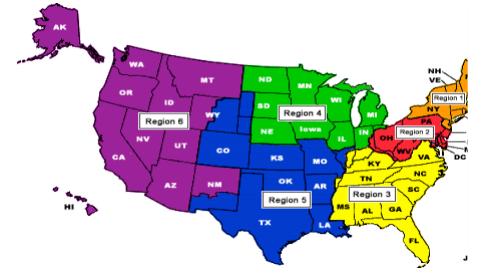 AK
WA
MT
ND
MN
NH
VE
OR
ID
SD
WI
MI
NY
Region 1
Region 6
WY
Region 4
NE
Iowa
PA
Region 2
OH
NV
UT
CO
IL
IN
WV
VA
DC
CA
KS
MO
KY
AZ
NM
OK
AR
TN
NC
Region 5
Region 3
SC
HI
TX
LA
MS
AL
GA
FL